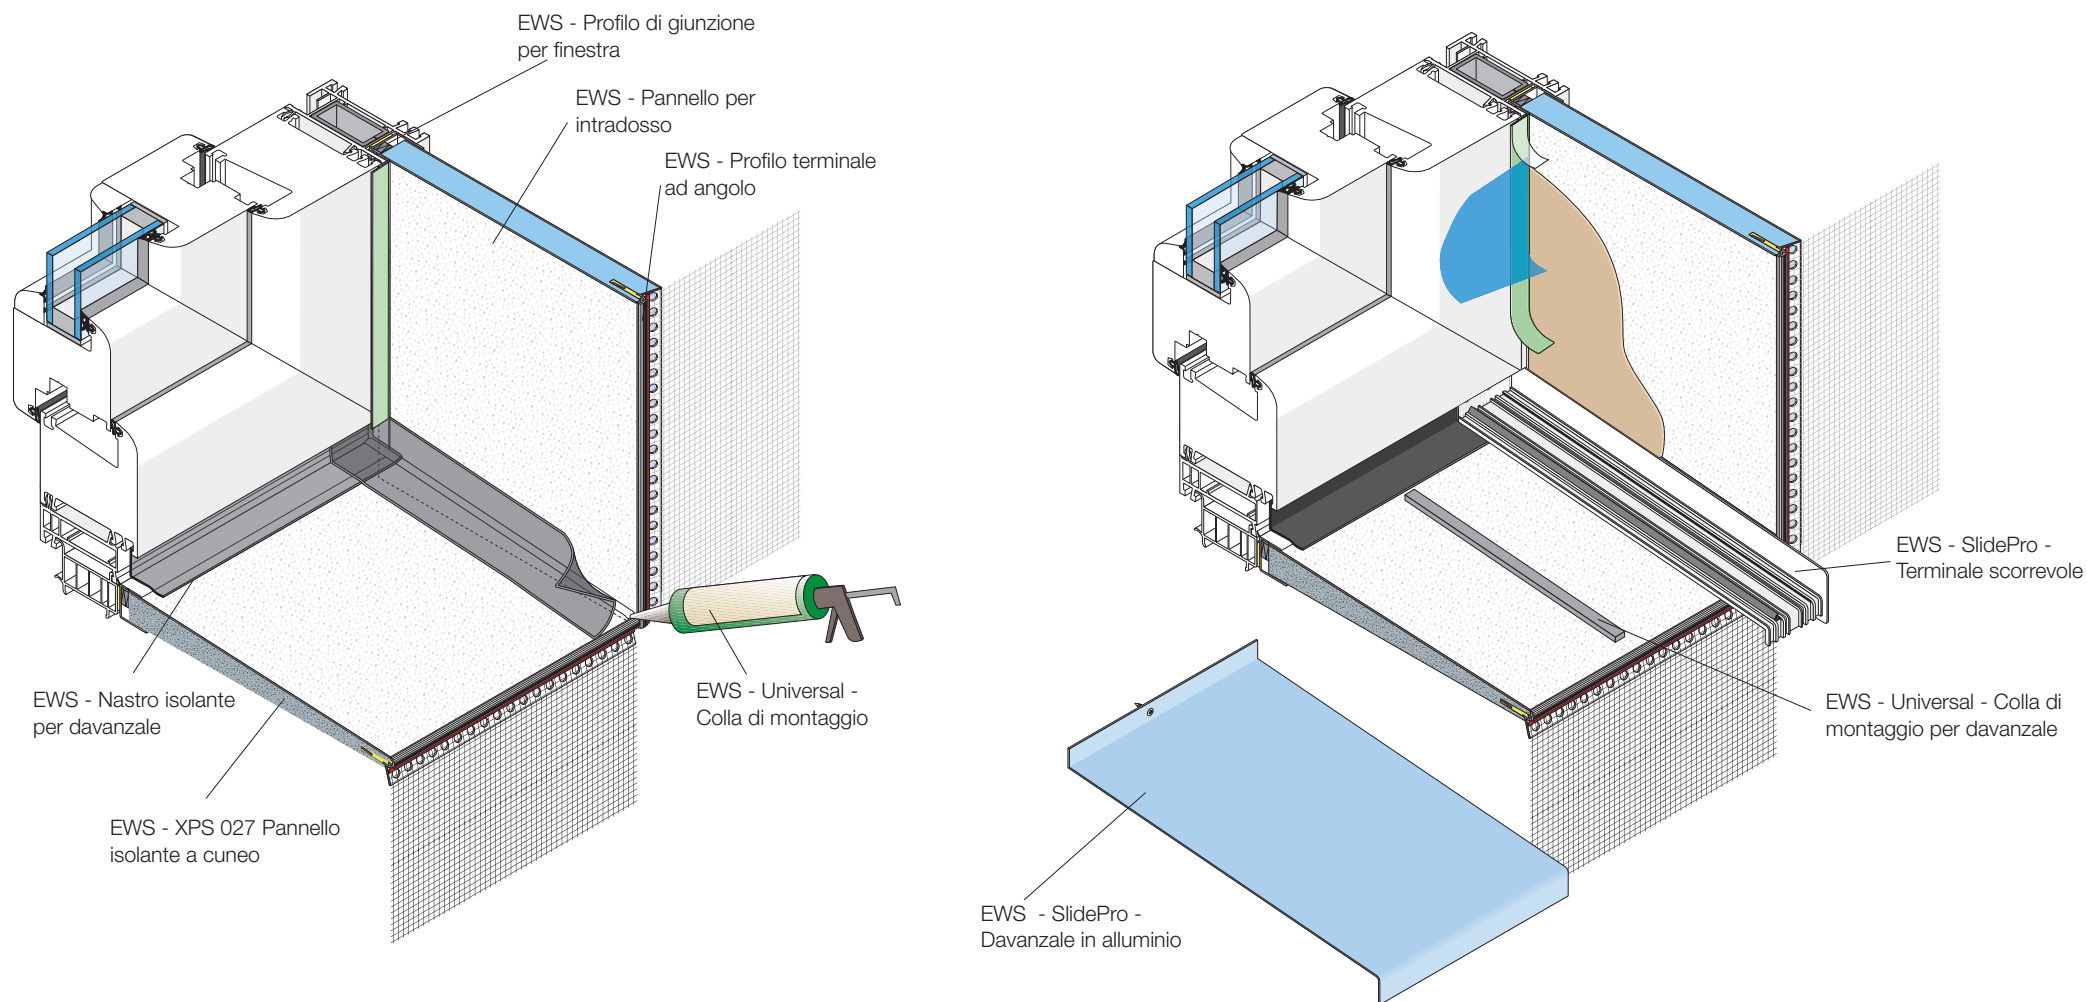 EWS - Profilo di giunzione
per finestra
EWS - Pannello per
intradosso
EWS - Profilo terminale
ad angolo
EWS - Nastro isolante
per davanzale
EWS - Universal -
Colla di montaggio
EWS - XPS 027 Pannello
isolante a cuneo
EWS - SlidePro -
Terminale scorrevole
EWS - Universal - Colla di
montaggio per davanzale
EWS - SlidePro -
Davanzale in alluminio